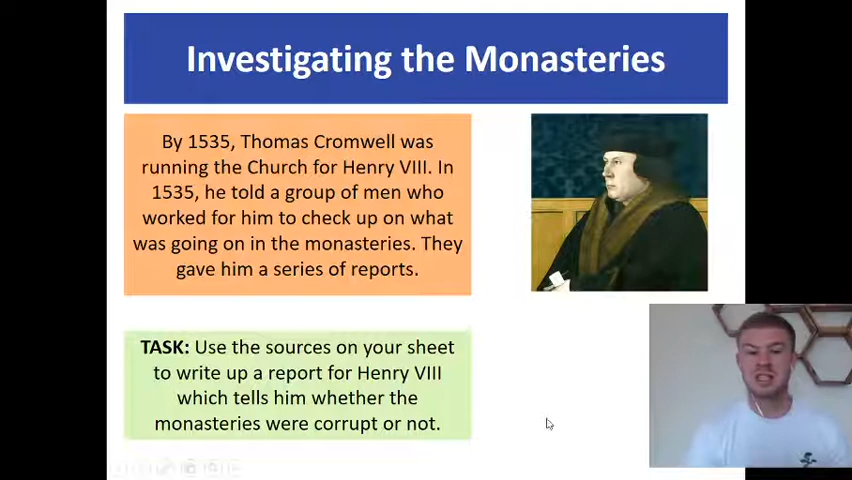 Investigating the Monasteries
By 1535, Thomas Cromwell was
running the Church for Henry VIII. In
1535, he told a group of men who
worked for him to check up on what
was going on in the monasteries. They
gave him a series of reports.
TASK: Use the sources on your sheet
to write up a report for Henry VIII
which tells him whether the
monasteries were corrupt or not.